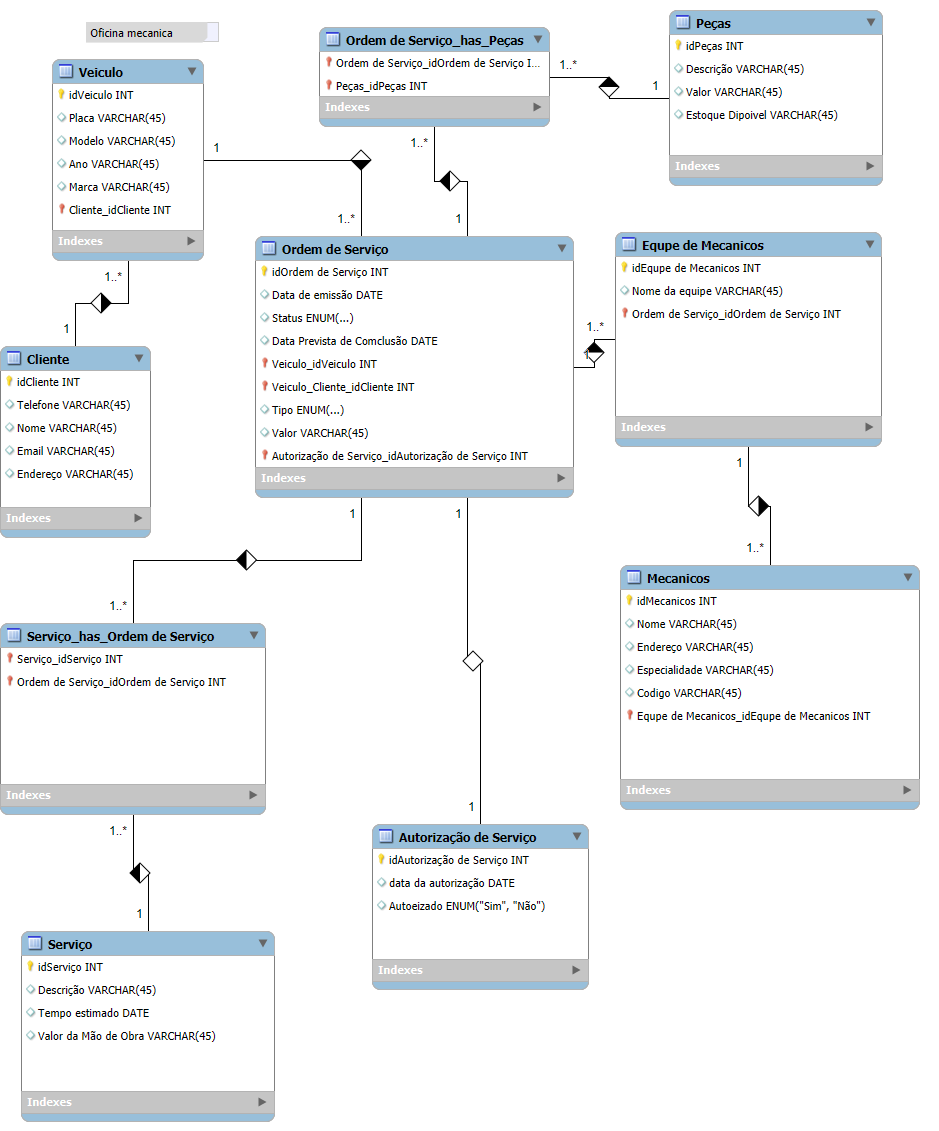 Oficina mecanica
Veiculo
idVeiculo INT
Placa VARCHAR(45)
Modelo VARCHAR(45)
Ano VARCHAR(45)
Marca VARCHAR(45)
Cliente_idCliente INT
Indexes
Ordem de Serviço_has_Peças
Ordem de Serviço_idOrdem de Serviço I...
Peças_idPeças INT
Indexes
Peças
idPeças INT
Descrição VARCHAR(45)
Valor VARCHAR(45)
Estoque Dipoivel VARCHAR(45)
Indexes
1..*
1
1
1..*
1..*
1
1..*
1
Ordem de Serviço
idOrdem de Serviço INT
Data de emissão DATE
Status ENUM(...)
Data Prevista de Comclusão DATE
Veiculo_idVeiculo INT
Veiculo_Cliente_idCliente INT
Tipo ENUM(...)
Valor VARCHAR(45)
Autorização de Serviço_idAutorização de Serviço INT
Indexes
Equpe de Mecanicos
idEqupe de Mecanicos INT
Nome da equipe VARCHAR(45)
Ordem de Serviço_idOrdem de Serviço INT
Indexes
1..*
1
Cliente
idCliente INT
Telefone VARCHAR(45)
Nome VARCHAR(45)
Email VARCHAR(45)
Endereço VARCHAR(45)
Indexes
1
1..*
1
1
1..*
Mecanicos
idMecanicos INT
Nome VARCHAR(45)
Endereço VARCHAR(45)
Especialidade VARCHAR(45)
Codigo VARCHAR(45)
Equpe de Mecanicos_idEqupe de Mecanicos INT
Indexes
Serviço_has_Ordem de Serviço
Serviço_idServiço INT
Ordem de Serviço_idOrdem de Serviço INT
Indexes
1
1..*
1
Autorização de Serviço
idAutorização de Serviço INT
data da autorização DATE
Autoeizado ENUM("Sim", "Não")
Indexes
Serviço
idServiço INT
Descrição VARCHAR(45)
Tempo estimado DATE
Valor da Mão de Obra VARCHAR(45)
Indexes